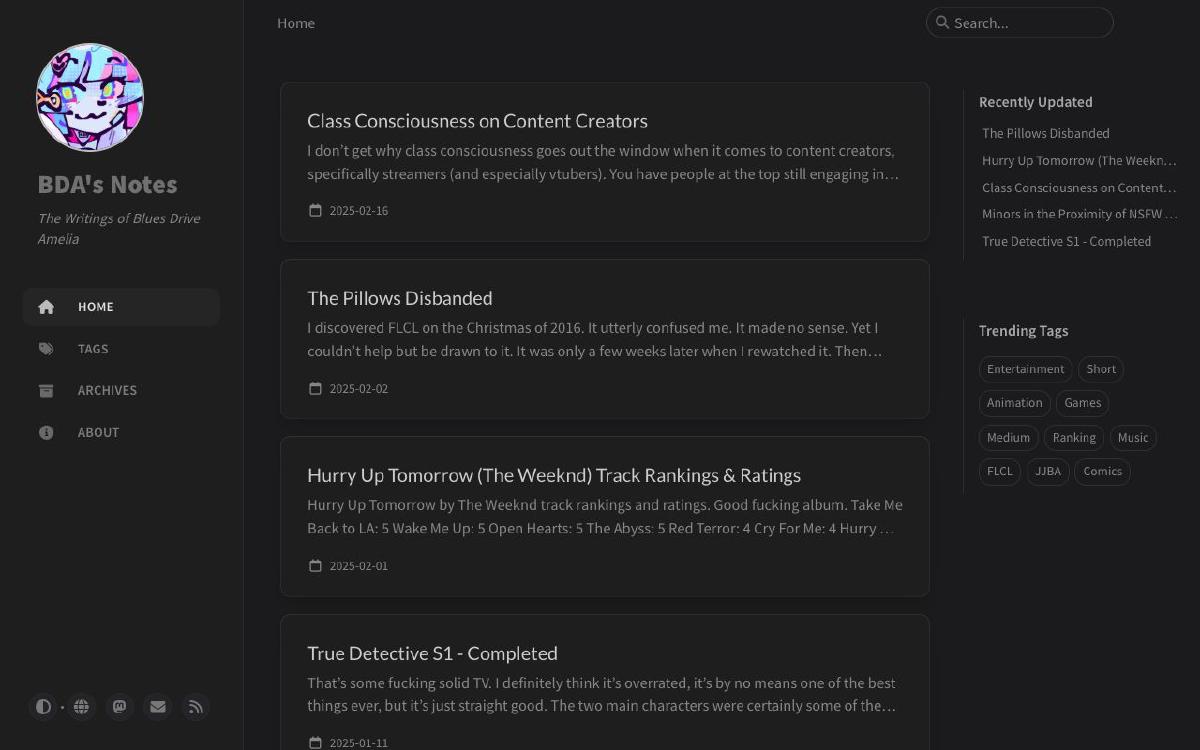 BDA's Notes
The Writings of Blues Drive
Amelia
HOME
TAGS
ARCHIVES
ABOUT
Home
Search...
Class Consciousness on Content Creators
I don’t get why class consciousness goes out the window when it comes to content creators,
specifically streamers (and especially vtubers). You have people at the top still engaging in…
2025-02-16
The Pillows Disbanded
I discovered FLCL on the Christmas of 2016. It utterly confused me. It made no sense. Yet I
couldn’t help but be drawn to it. It was only a few weeks later when I rewatched it. Then…
2025-02-02
Hurry Up Tomorrow (The Weeknd) Track Rankings & Ratings
Hurry Up Tomorrow by The Weeknd track rankings and ratings. Good fucking album. Take Me
Back to LA: 5 Wake Me Up: 5 Open Hearts: 5 The Abyss: 5 Red Terror: 4 Cry For Me: 4 Hurry …
2025-02-01
True Detective S1 - Completed
That’s some fucking solid TV. I definitely think it’s overrated, it’s by no means one of the best
things ever, but it’s just straight good. The two main characters were certainly some of the…
2025-01-11
Recently Updated
The Pillows Disbanded
Hurry Up Tomorrow (The Weekn…
Class Consciousness on Content…
Minors in the Proximity of NSFW …
True Detective S1 - Completed
Trending Tags
Entertainment Short
Animation Games
Medium Ranking Music
FLCL JJBA Comics